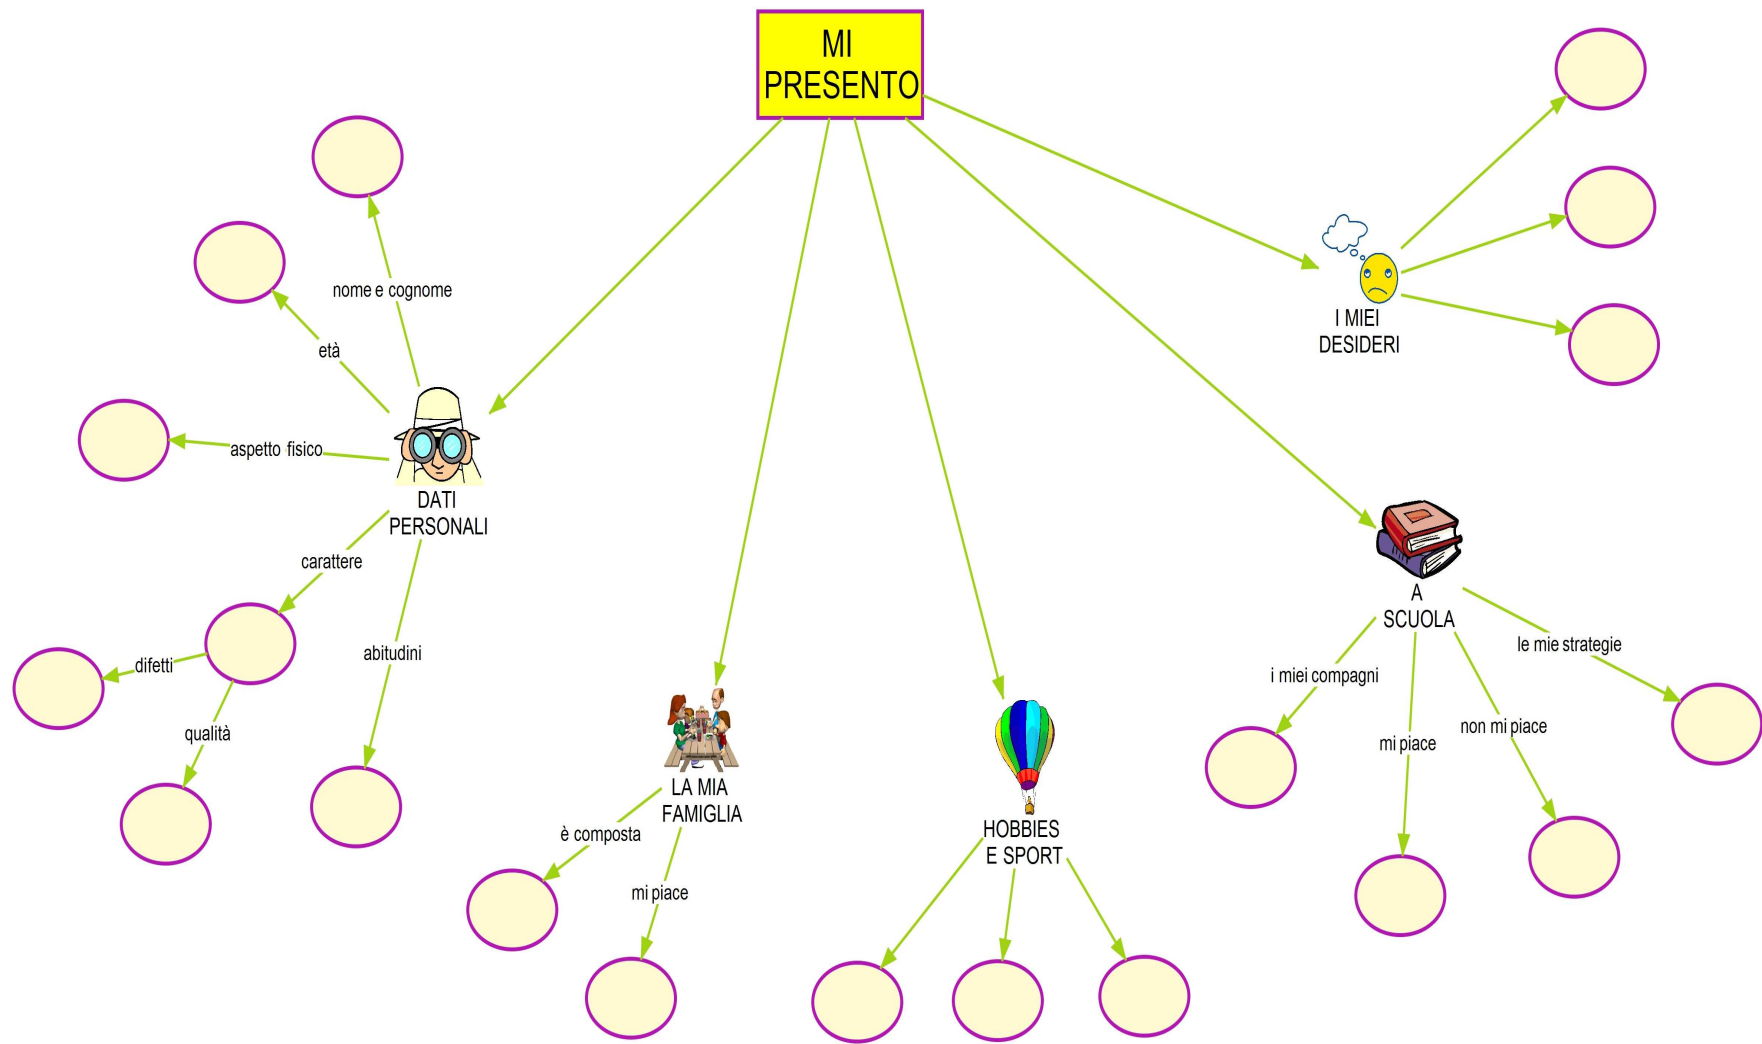 MI
PRESENTO
nome e cognome
età
aspetto fisico
DATI
PERSONALI
carattere
difetti
qualità
abitudini
LA MIA
FAMIGLIA
è composta
mi piace
HOBBIES
E SPORT
I MIEI
DESIDERI
A
SCUOLA
i miei compagni
mi piace
non mi piace
le mie strategie